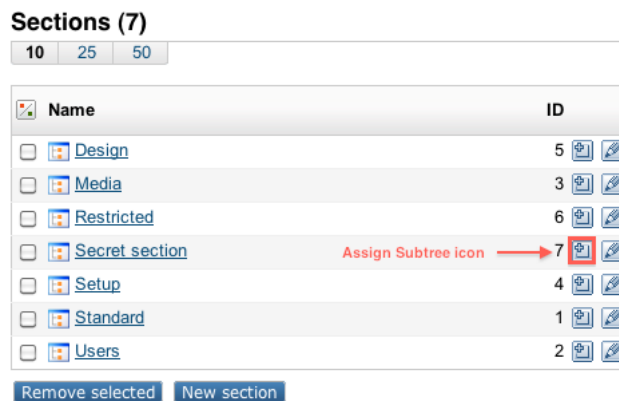 Sections (7)
10 25 50
Name ID
Design 5
Media 3
Restricted 6
Secret section Assign Subtree icon 7
Setup 4
Standard 1
Users 2
Remove selected New section